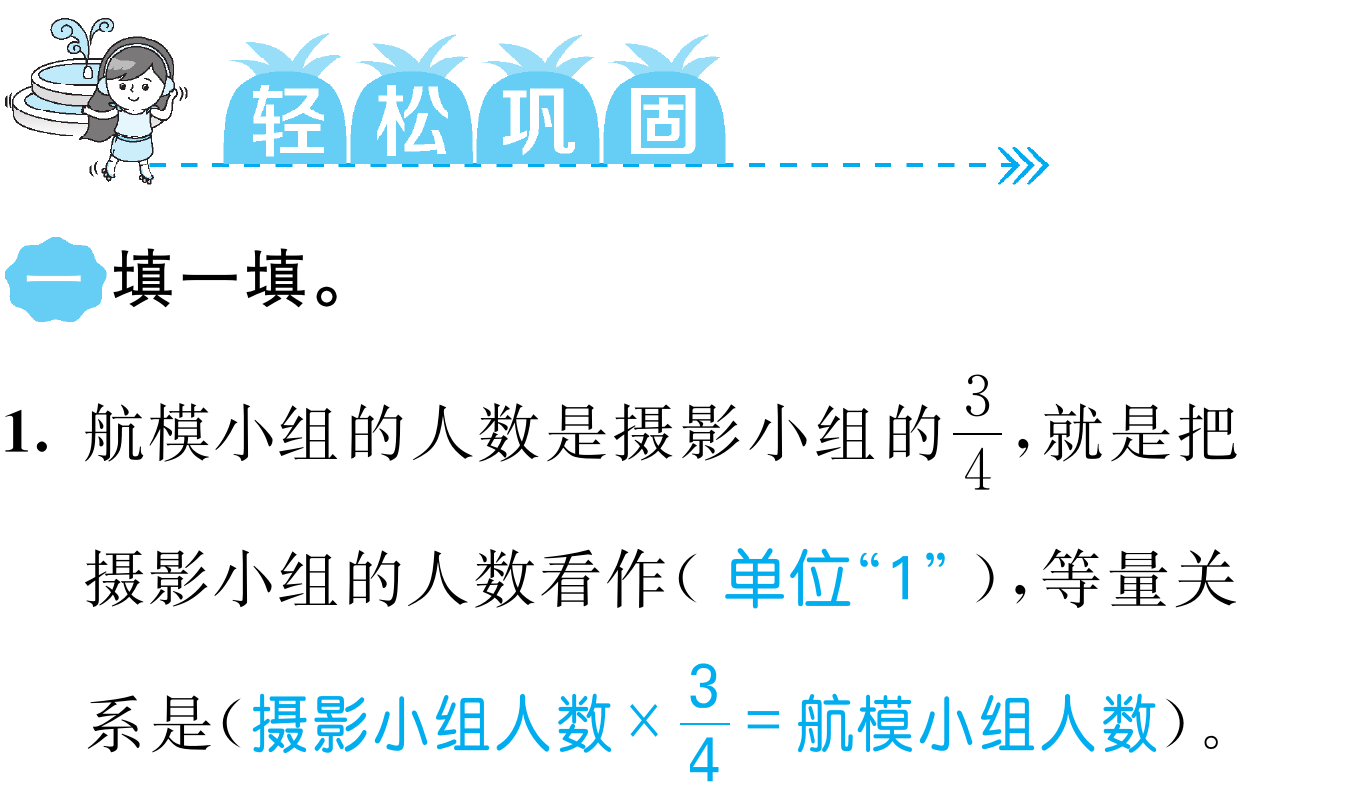 轻松巩固
一 填一填。
1. 航模小组的人数是摄影小组的3/4,就是把
摄影小组的人数看作( 单位“1” ),等量关
系是(摄影小组人数×3/4=航模小组人数)。